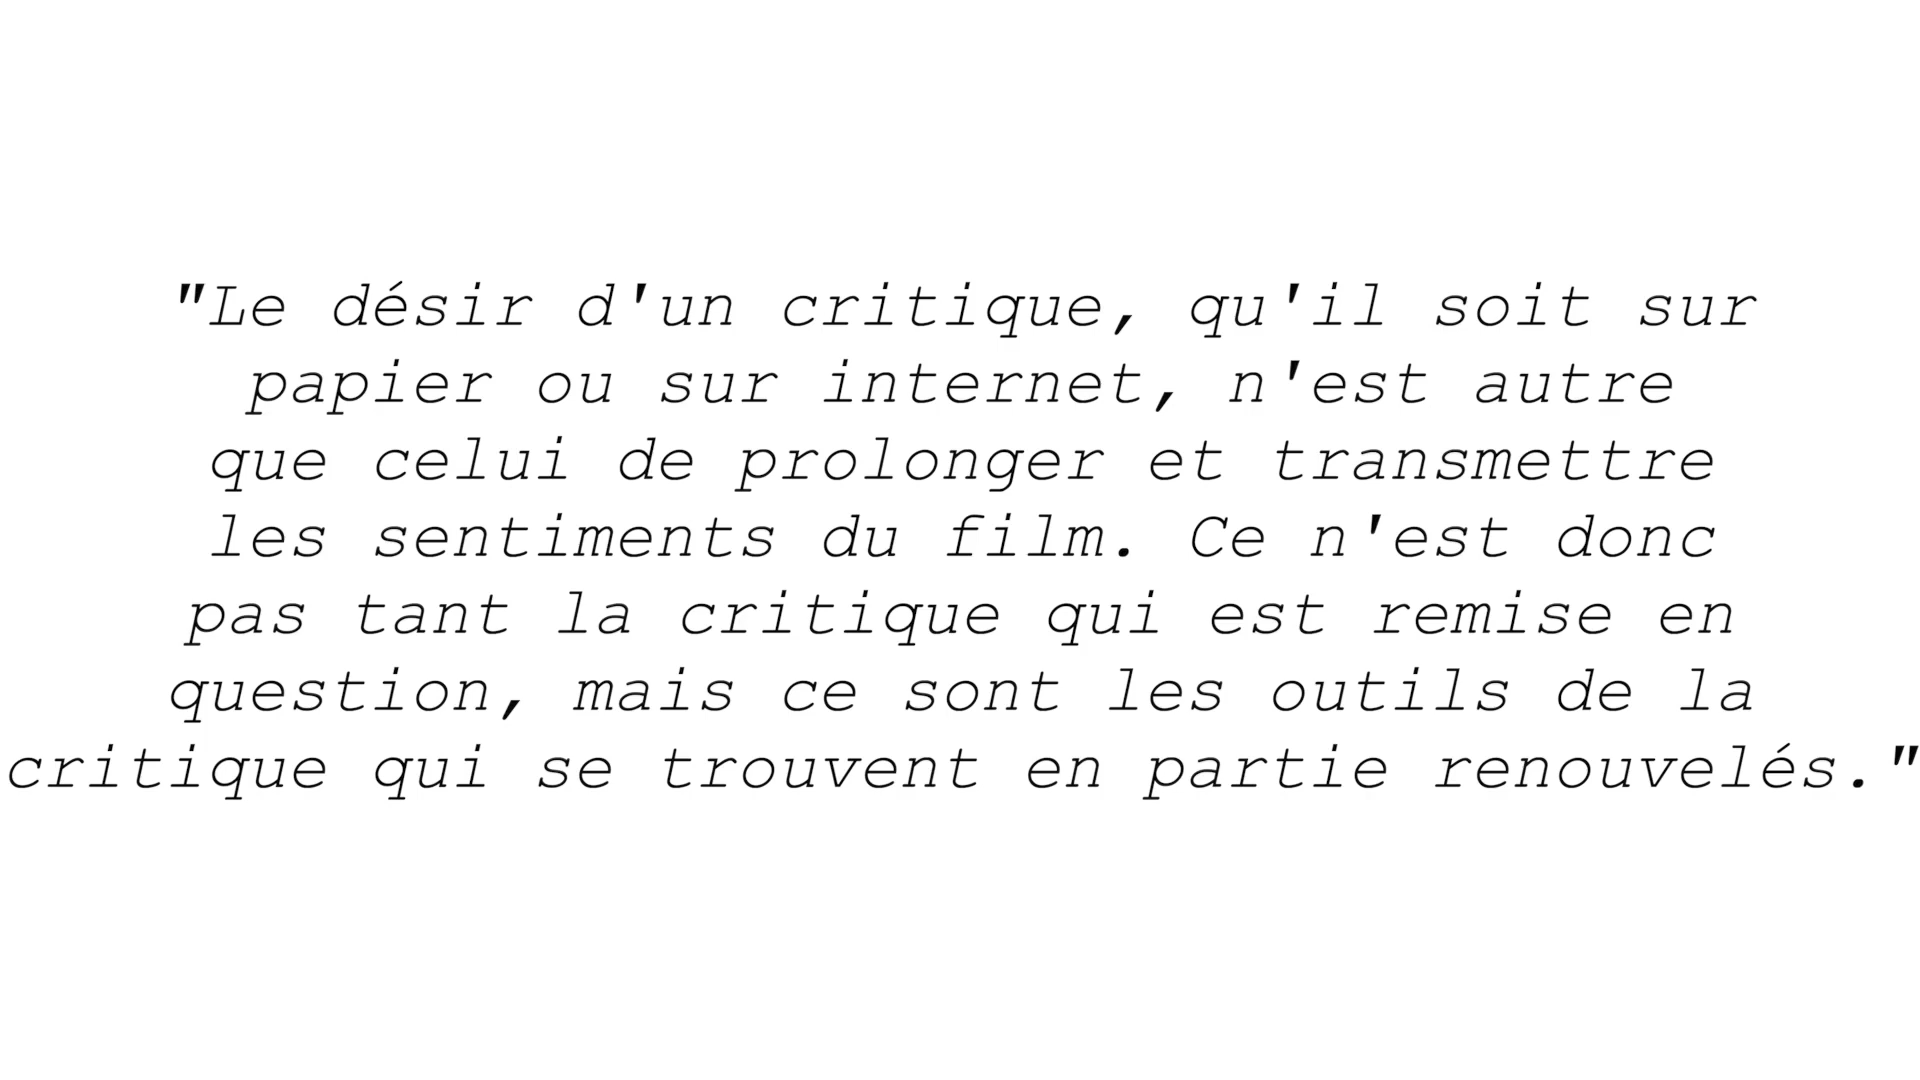 "Le désir d'un critique, qu'il soit sur
papier ou sur internet, n'est autre
que celui de prolonger et transmettre
les sentiments du film. Ce n'est donc
pas tant la critique qui est remise en
question, mais ce sont les outils de la
critique qui se trouvent en partie renouvelés."